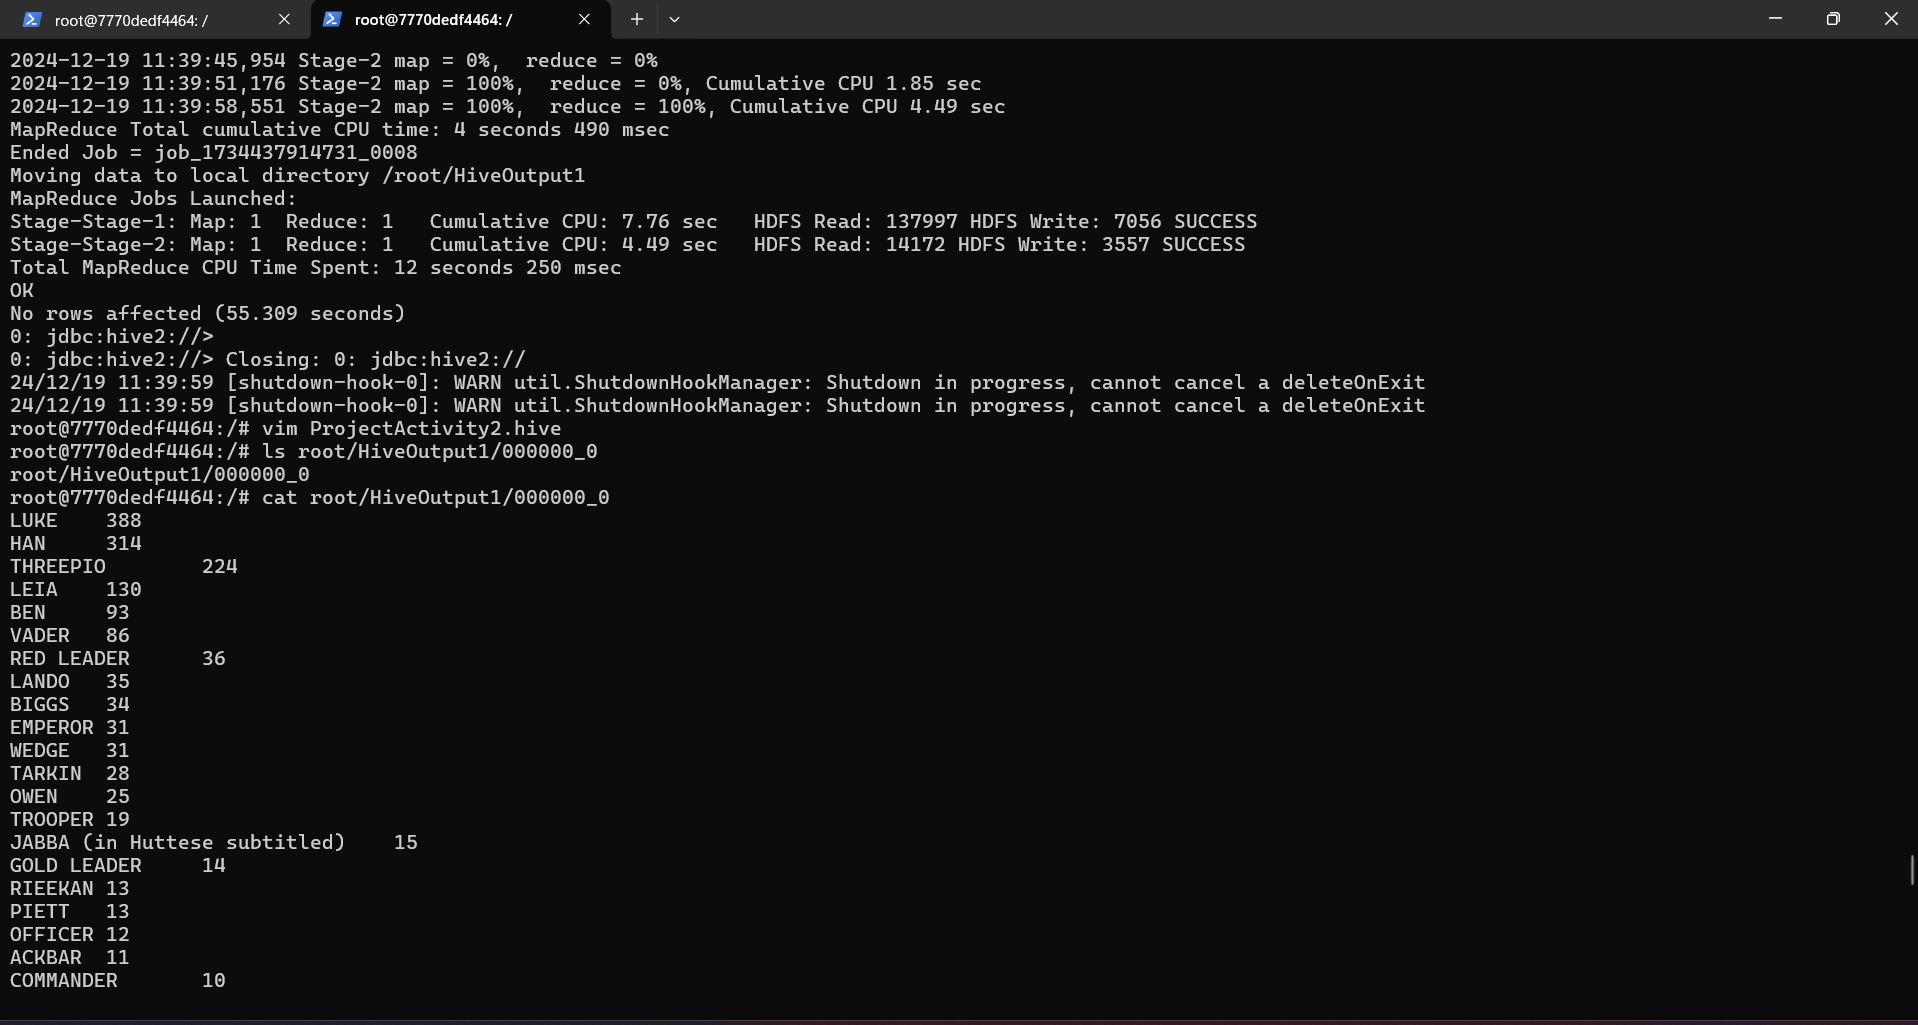 root@7770dedf4464: /
root@7770dedf4464: /
2024-12-19 11:39:45,954 Stage-2 map = 0%,  reduce = 0%
2024-12-19 11:39:51,176 Stage-2 map = 100%,  reduce = 0%, Cumulative CPU 1.85 sec
2024-12-19 11:39:58,551 Stage-2 map = 100%,  reduce = 100%, Cumulative CPU 4.49 sec
MapReduce Total cumulative CPU time: 4 seconds 490 msec
Ended Job = job_1734437914731_0008
Moving data to local directory /root/HiveOutput1
MapReduce Jobs Launched:
Stage-Stage-1: Map: 1  Reduce: 1   Cumulative CPU: 7.76 sec   HDFS Read: 137997 HDFS Write: 7056 SUCCESS
Stage-Stage-2: Map: 1  Reduce: 1   Cumulative CPU: 4.49 sec   HDFS Read: 14172 HDFS Write: 3557 SUCCESS
Total MapReduce CPU Time Spent: 12 seconds 250 msec
OK
No rows affected (55.309 seconds)
0: jdbc:hive2://>
0: jdbc:hive2://> Closing: 0: jdbc:hive2://
24/12/19 11:39:59 [shutdown-hook-0]: WARN util.ShutdownHookManager: Shutdown in progress, cannot cancel a deleteOnExit
24/12/19 11:39:59 [shutdown-hook-0]: WARN util.ShutdownHookManager: Shutdown in progress, cannot cancel a deleteOnExit
root@7770dedf4464:/# vim ProjectActivity2.hive
root@7770dedf4464:/# ls root/HiveOutput1/000000_0
root/HiveOutput1/000000_0
root@7770dedf4464:/# cat root/HiveOutput1/000000_0
LUKE    388
HAN     314
THREEPIO        224
LEIA    130
BEN     93
VADER   86
RED LEADER      36
LANDO   35
BIGGS   34
EMPEROR 31
WEDGE   31
TARKIN  28
OWEN    25
TROOPER 19
JABBA (in Huttese subtitled)    15
GOLD LEADER     14
RIEEKAN 13
PIETT   13
OFFICER 12
ACKBAR  11
COMMANDER       10